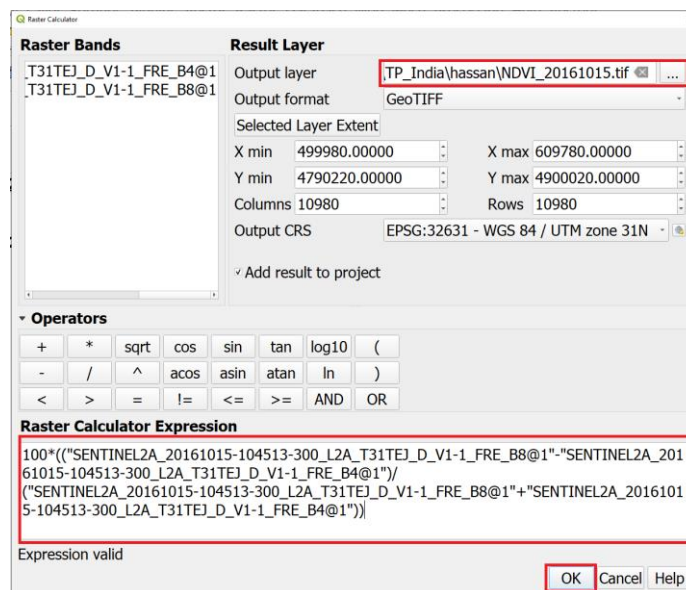 Raster Calculator
Raster Bands
_T31TEJ_D_V1-1_FRE_B4@1
_T31TEJ_D_V1-1_FRE_B8@1
Result Layer
Output layer TP_India\hassan\NDVI_20161015.tif ...
Output format GeoTIFF
Selected Layer Extent
X min 499980.00000 X max 609780.00000
Y min 4790220.00000 Y max 4900020.00000
Columns 10980 Rows 10980
Output CRS EPSG:32631 - WGS 84 / UTM zone 31N
Add result to project
Operators
+ * sqrt cos sin tan log10 (
- / ^ acos asin atan ln )
< > = != <= >= AND OR
Raster Calculator Expression
100*(("SENTINEL2A_20161015-104513-300_L2A_T31TEJ_D_V1-1_FRE_B8@1"-"SENTINEL2A_201
61015-104513-300_L2A_T31TEJ_D_V1-1_FRE_B4@1")/
("SENTINEL2A_20161015-104513-300_L2A_T31TEJ_D_V1-1_FRE_B8@1"+"SENTINEL2A_2016101
5-104513-300_L2A_T31TEJ_D_V1-1_FRE_B4@1"))
Expression valid
OK Cancel Help